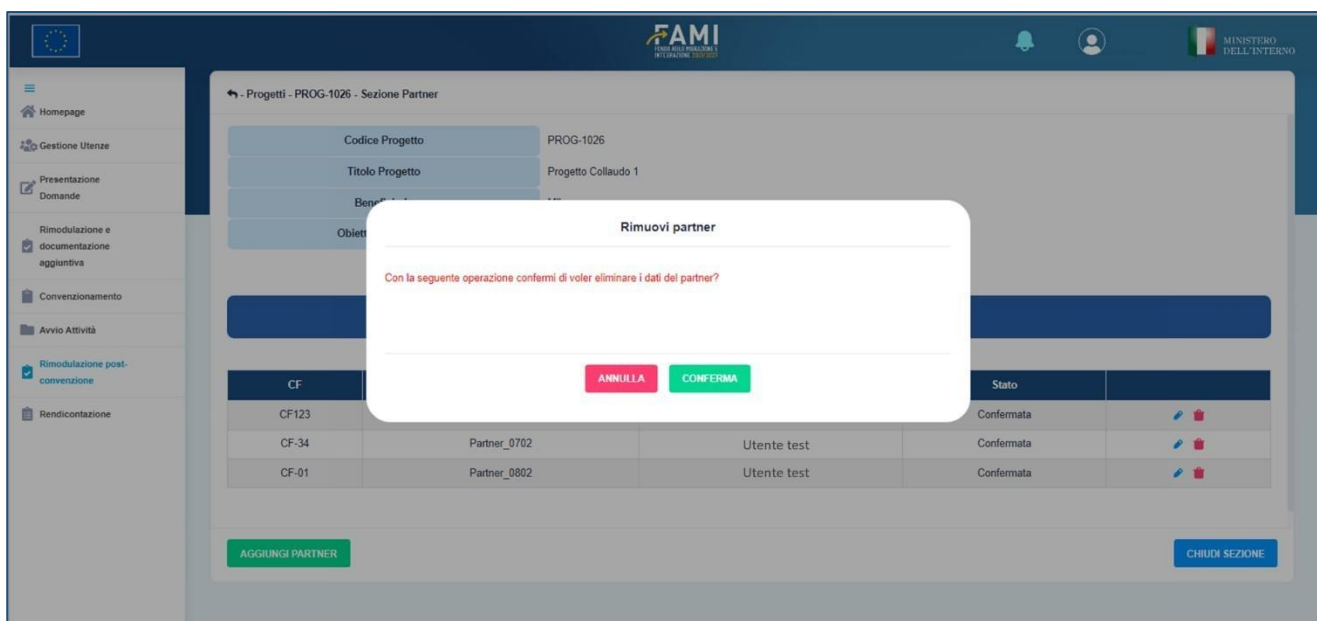 FAMI
MINISTERO
DELL'INTERNO
- Progetti - PROG-1026 - Sezione Partner
Homepage
Gestione Utenze
Presentazione
Domande
Rimodulazione e
documentazione
aggiuntiva
Convenzionamento
Avvio Attività
Rimodulazione post-
convenzione
Rendicontazione
Codice Progetto PROG-1026
Titolo Progetto Progetto Collaudo 1
Rimuovi partner
Con la seguente operazione confermi di voler eliminare i dati del partner?
ANNULLA CONFERMA
CF Stato
CF123 Confermata
CF-34 Partner_0702 Utente test Confermata
CF-01 Partner_0802 Utente test Confermata
AGGIUNGI PARTNER CHIUDI SEZIONE